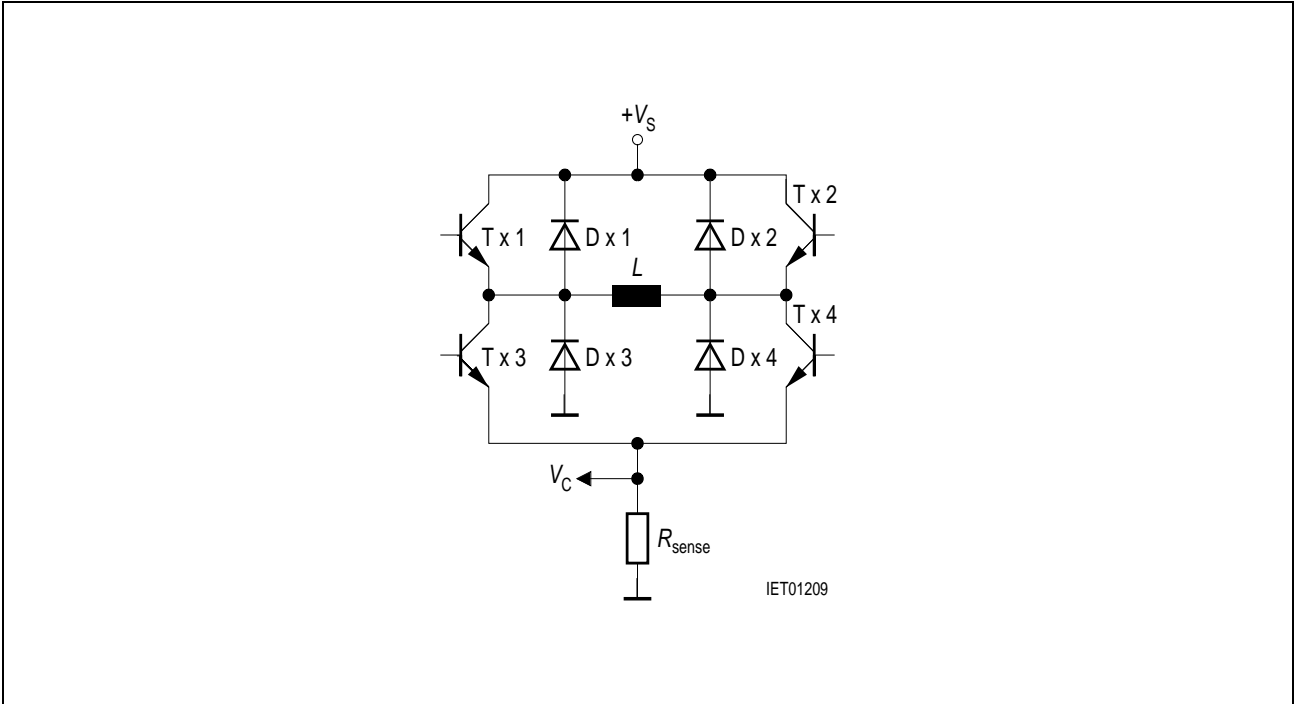 +VS
T x 2
T x 1
D x 1
D x 2
L
T x 4
T x 3
D x 3
D x 4
VC
Rsense
IET01209